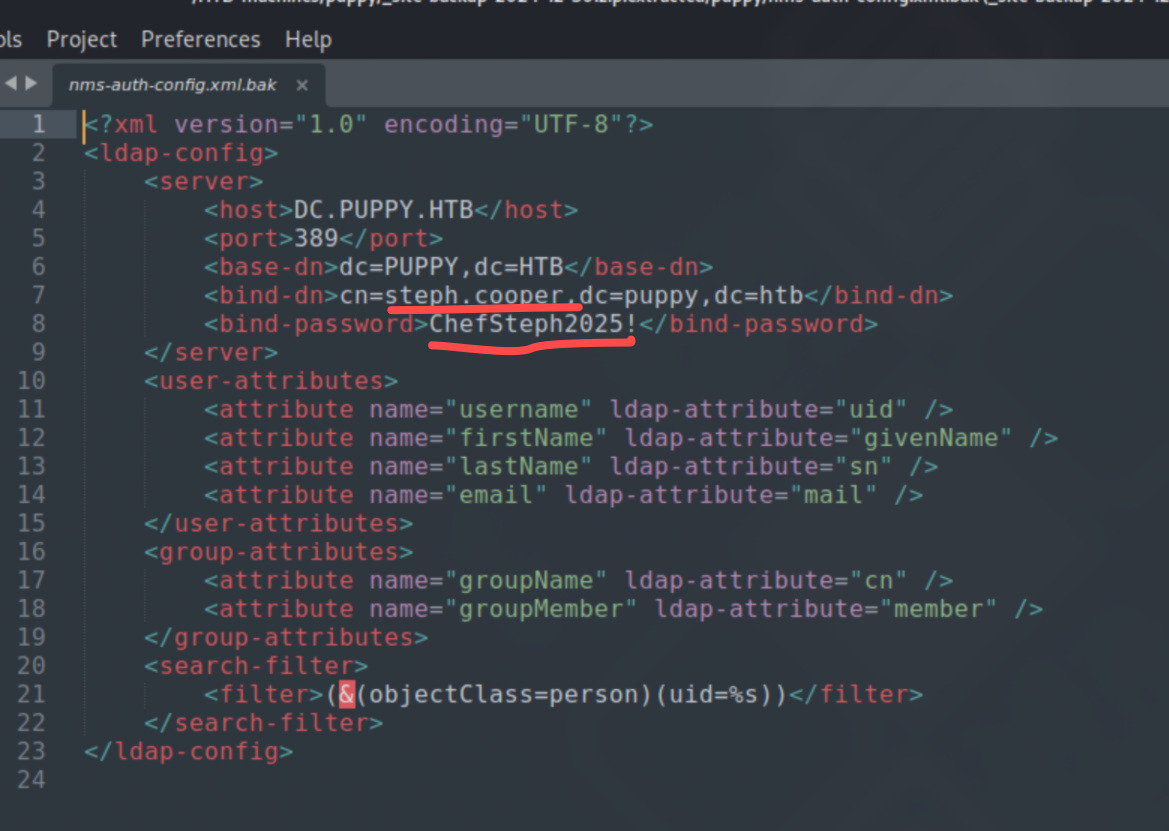 Project Preferences Help
nms-auth-config.xml.bak ×
1 <?xml version="1.0" encoding="UTF-8"?>
2 <ldap-config>
3 <server>
4 <host>DC.PUPPY.HTB</host>
5 <port>389</port>
6 <base-dn>dc=PUPPY,dc=HTB</base-dn>
7 <bind-dn>cn=steph.cooper,dc=puppy,dc=htb</bind-dn>
8 <bind-password>ChefSteph2025!</bind-password>
9 </server>
10 <user-attributes>
11 <attribute name="username" ldap-attribute="uid" />
12 <attribute name="firstName" ldap-attribute="givenName" />
13 <attribute name="lastName" ldap-attribute="sn" />
14 <attribute name="email" ldap-attribute="mail" />
15 </user-attributes>
16 <group-attributes>
17 <attribute name="groupName" ldap-attribute="cn" />
18 <attribute name="groupMember" ldap-attribute="member" />
19 </group-attributes>
20 <search-filter>
21 <filter>(&(objectClass=person)(uid=%s))</filter>
22 </search-filter>
23 </ldap-config>
24